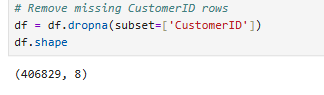 # Remove missing CustomerID rows
df = df.dropna(subset=['CustomerID'])
df.shape
(406829, 8)